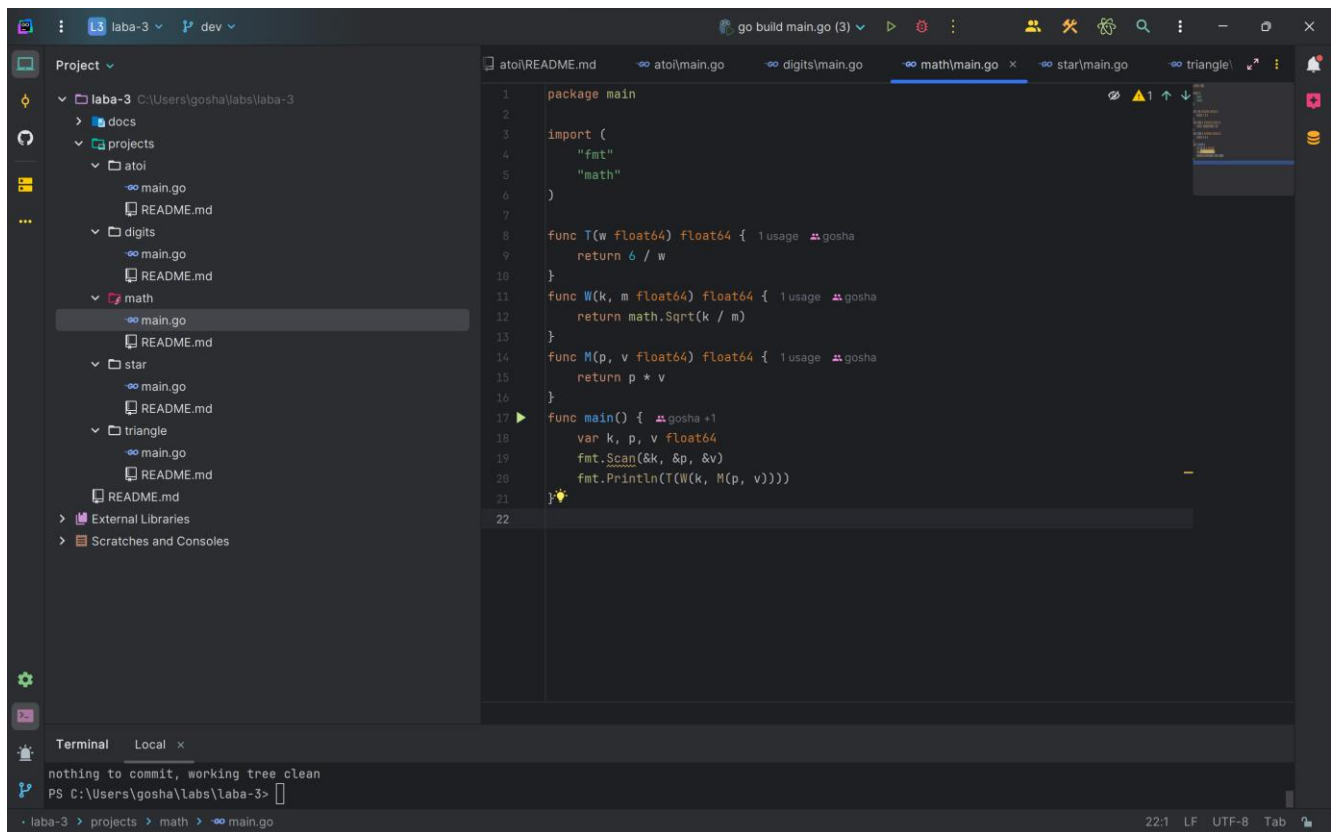 L3 laba-3
dev
go build main.go (3)
Project
atoi\README.md
atoi\main.go
digits\main.go
math\main.go
star\main.go
triangle\
laba-3 C:\Users\gosha\labs\laba-3
docs
projects
atoi
main.go
README.md
digits
main.go
README.md
math
main.go
README.md
star
main.go
README.md
triangle
main.go
README.md
README.md
External Libraries
Scratches and Consoles
1 package main
2
3 import (
4 "fmt"
5 "math"
6 )
7
8 func T(w float64) float64 { 1 usage gosha
9 return 6 / w
10 }
11 func W(k, m float64) float64 { 1 usage gosha
12 return math.Sqrt(k / m)
13 }
14 func M(p, v float64) float64 { 1 usage gosha
15 return p * v
16 }
17 func main() { gosha +1
18 var k, p, v float64
19 fmt.Scan(&k, &p, &v)
20 fmt.Println(T(W(k, M(p, v))))
21 }
22
1
Terminal Local
nothing to commit, working tree clean
PS C:\Users\gosha\labs\laba-3>
laba-3 > projects > math > main.go
22:1 LF UTF-8 Tab